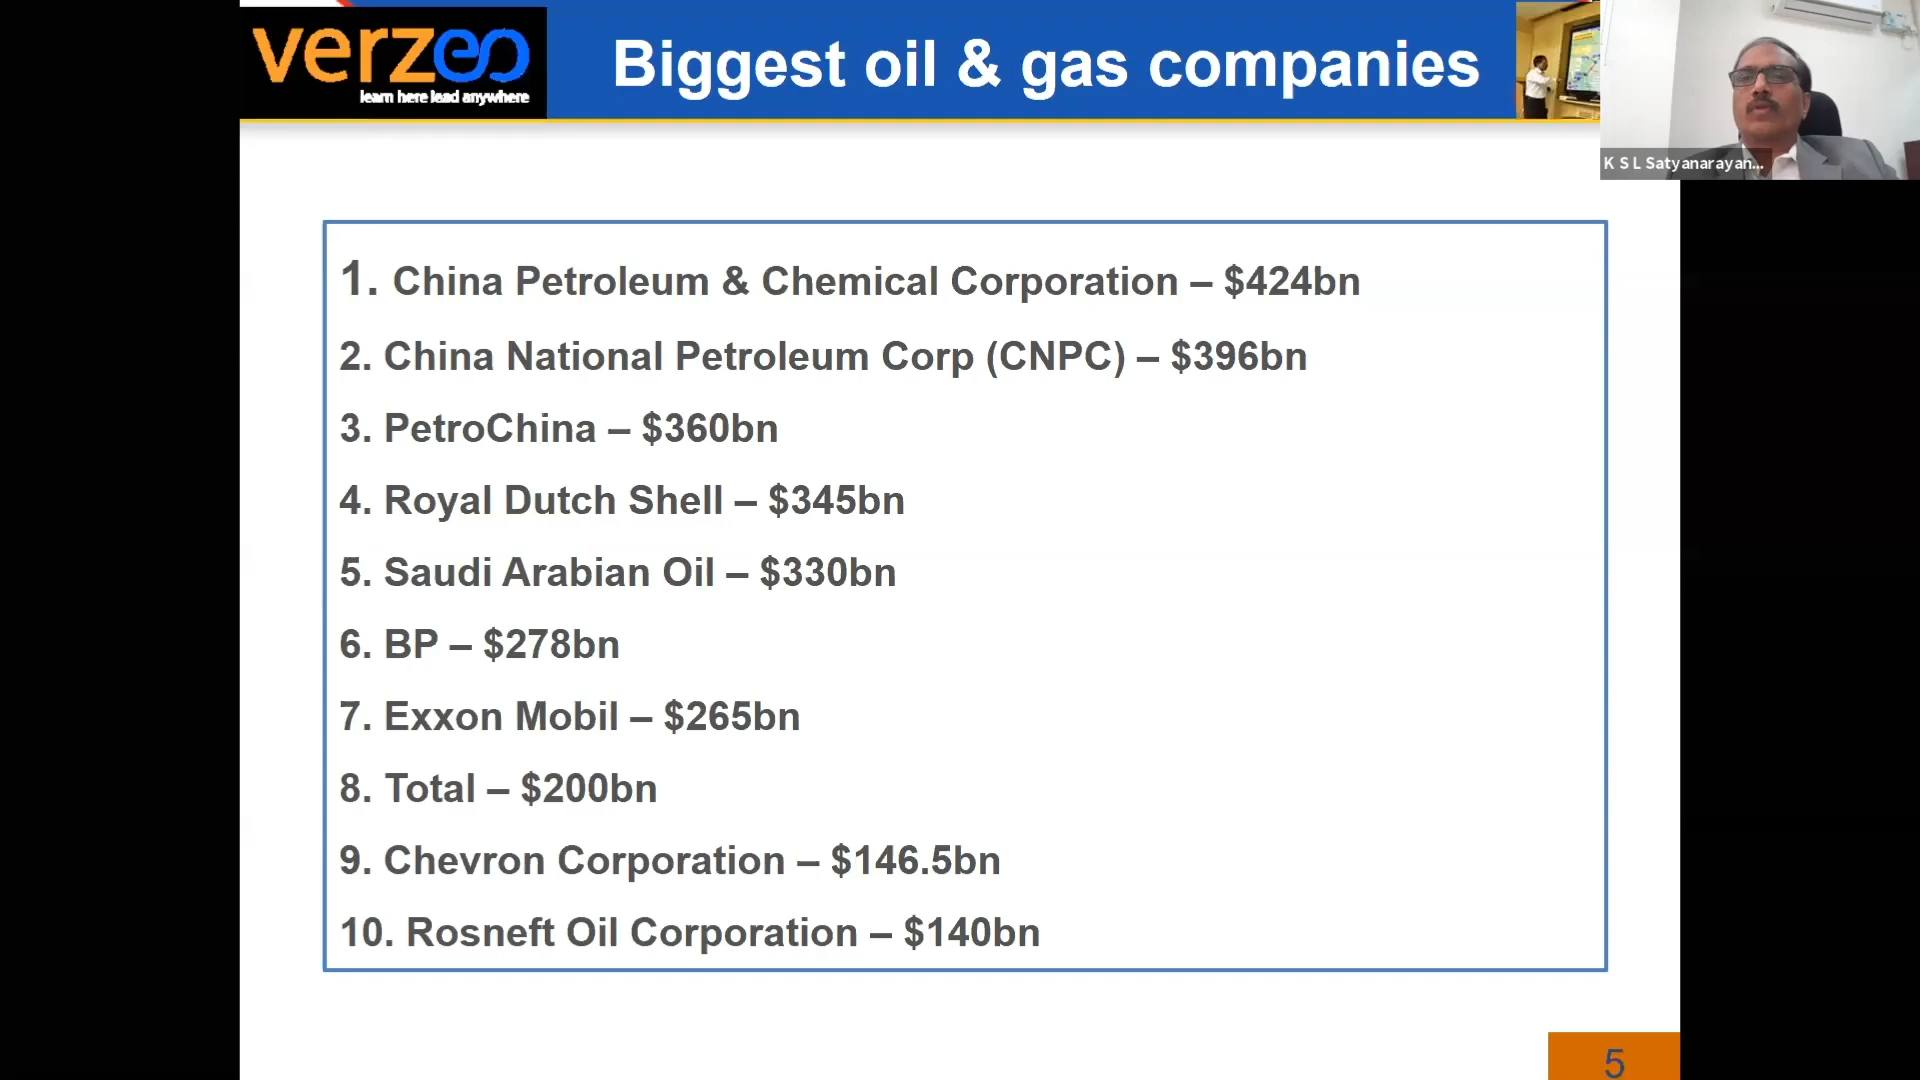 verzeo
learn here lead anywhere
Biggest oil & gas companies
K S L Satyanarayan...
1. China Petroleum & Chemical Corporation – $424bn
2. China National Petroleum Corp (CNPC) – $396bn
3. PetroChina – $360bn
4. Royal Dutch Shell – $345bn
5. Saudi Arabian Oil – $330bn
6. BP – $278bn
7. Exxon Mobil – $265bn
8. Total – $200bn
9. Chevron Corporation – $146.5bn
10. Rosneft Oil Corporation – $140bn
5